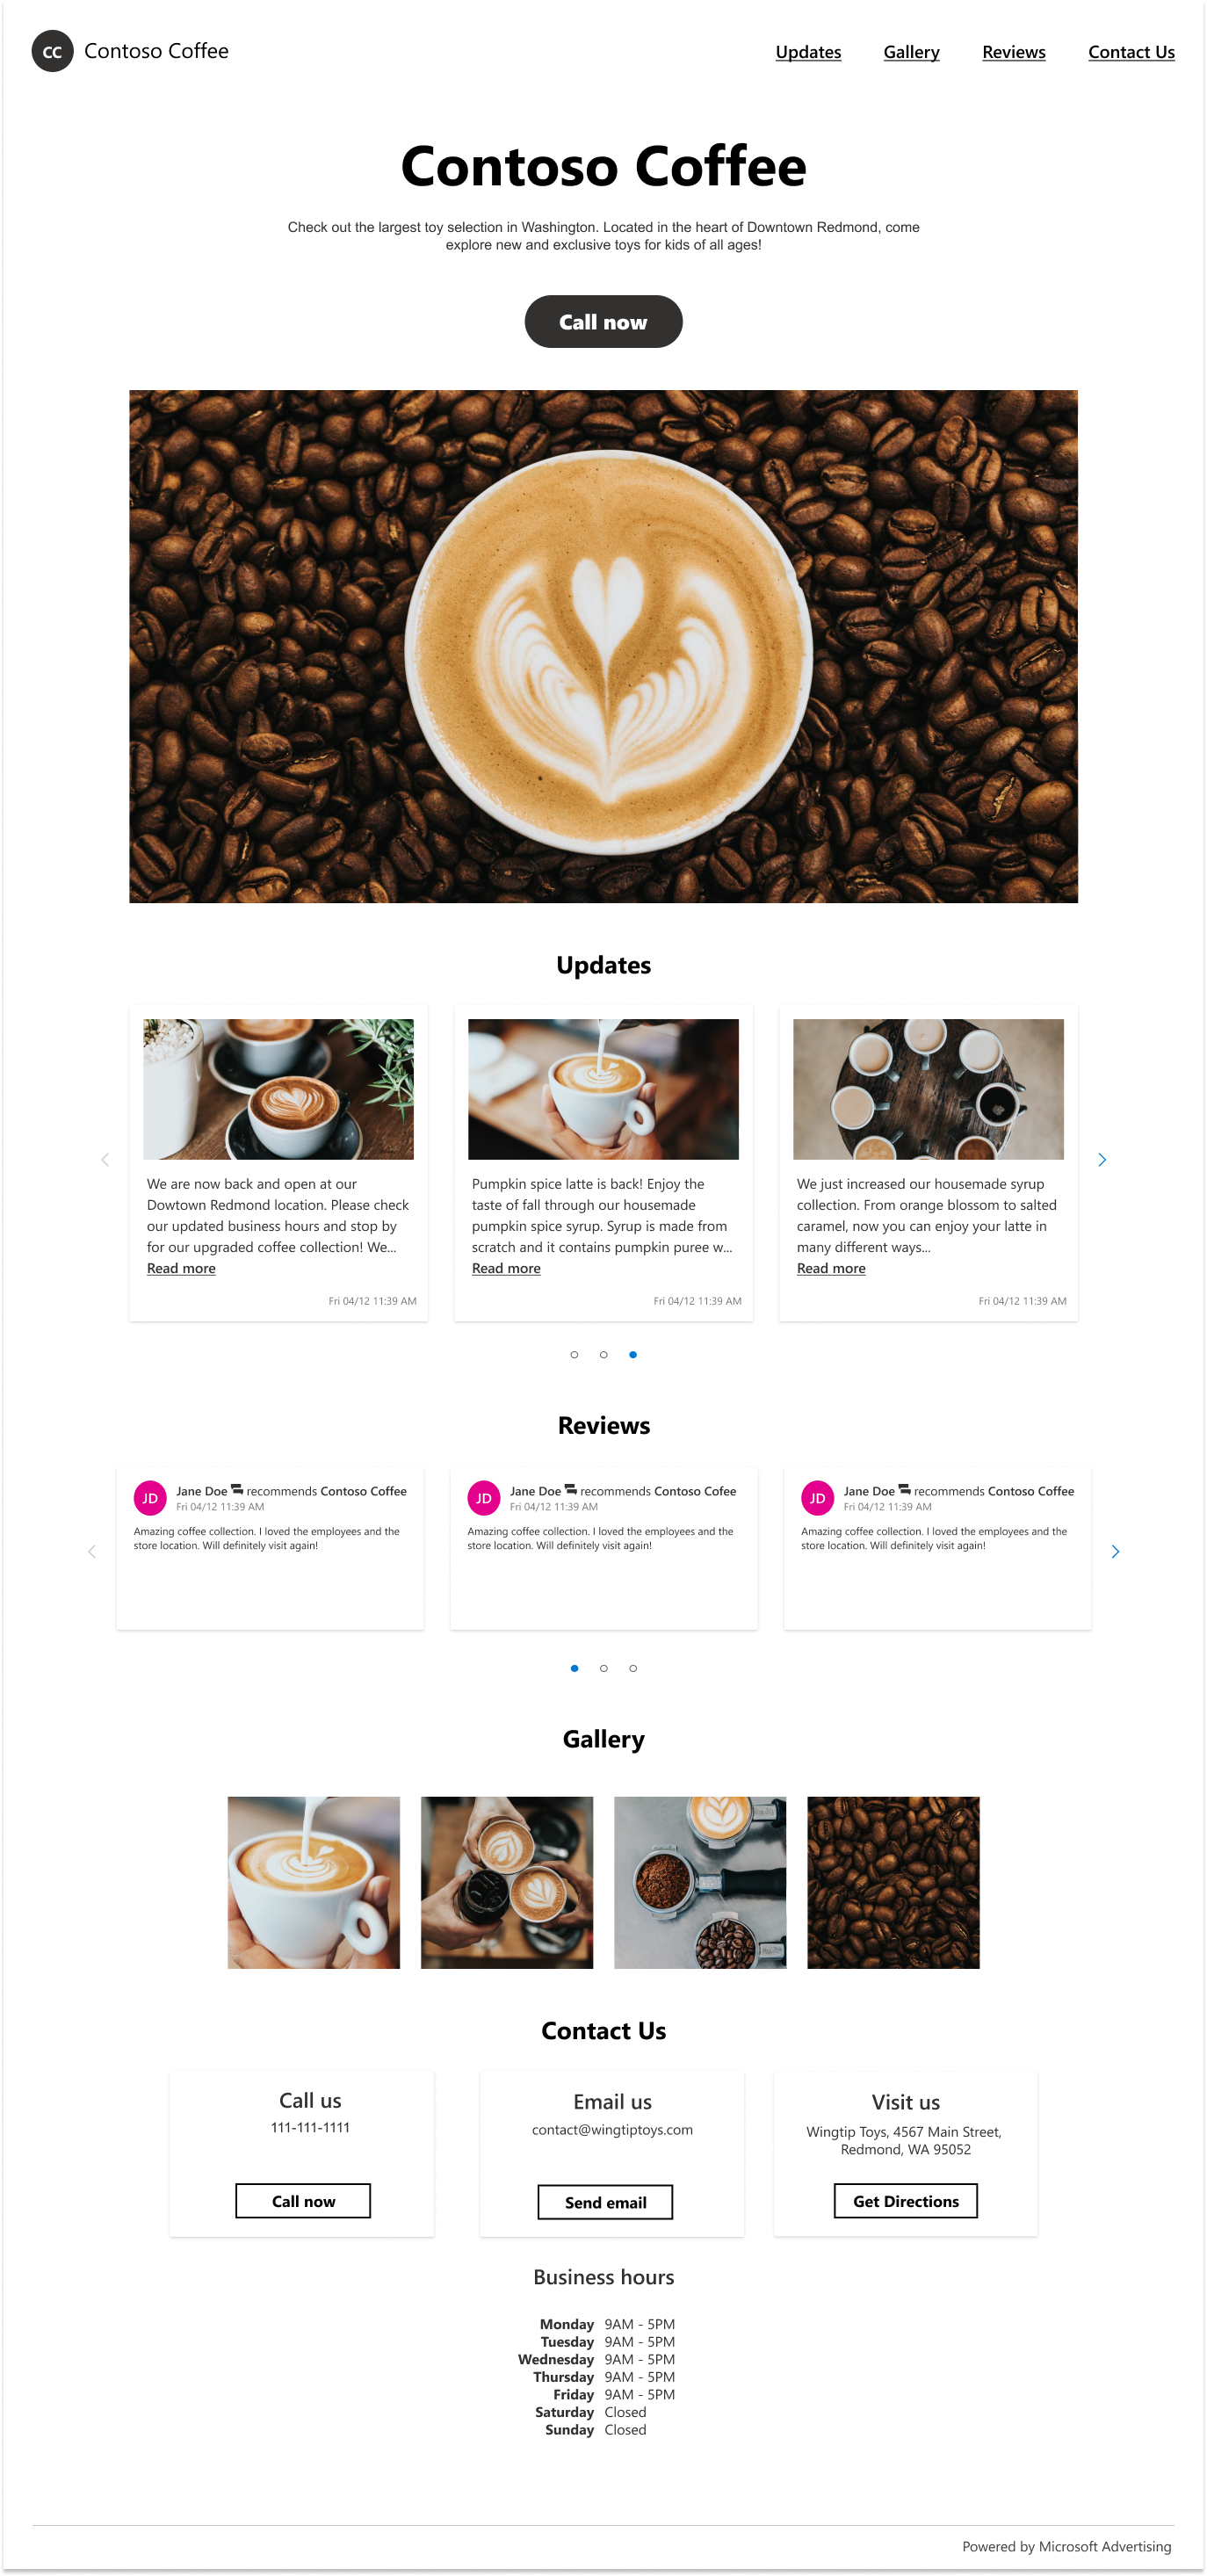 CC Contoso Coffee
Updates Gallery Reviews Contact Us
Contoso Coffee
Check out the largest toy selection in Washington. Located in the heart of Downtown Redmond, come
explore new and exclusive toys for kids of all ages!
Call now
Updates
We are now back and open at our
Dowtown Redmond location. Please check
our updated business hours and stop by
for our upgraded coffee collection! We...
Read more
Fri 04/12 11:39 AM
Pumpkin spice latte is back! Enjoy the
taste of fall through our housemade
pumpkin spice syrup. Syrup is made from
scratch and it contains pumpkin puree w...
Read more
Fri 04/12 11:39 AM
We just increased our housemade syrup
collection. From orange blossom to salted
caramel, now you can enjoy your latte in
many different ways...
Read more
Fri 04/12 11:39 AM
Reviews
JD Jane Doe recommends Contoso Coffee
Fri 04/12 11:39 AM
Amazing coffee collection. I loved the employees and the
store location. Will definitely visit again!
JD Jane Doe recommends Contoso Cofee
Fri 04/12 11:39 AM
Amazing coffee collection. I loved the employees and the
store location. Will definitely visit again!
JD Jane Doe recommends Contoso Coffee
Fri 04/12 11:39 AM
Amazing coffee collection. I loved the employees and the
store location. Will definitely visit again!
Gallery
Contact Us
Call us
111-111-1111
Call now
Email us
contact@wingtiptoys.com
Send email
Visit us
Wingtip Toys, 4567 Main Street,
Redmond, WA 95052
Get Directions
Business hours
Monday 9AM - 5PM
Tuesday 9AM - 5PM
Wednesday 9AM - 5PM
Thursday 9AM - 5PM
Friday 9AM - 5PM
Saturday Closed
Sunday Closed
Powered by Microsoft Advertising